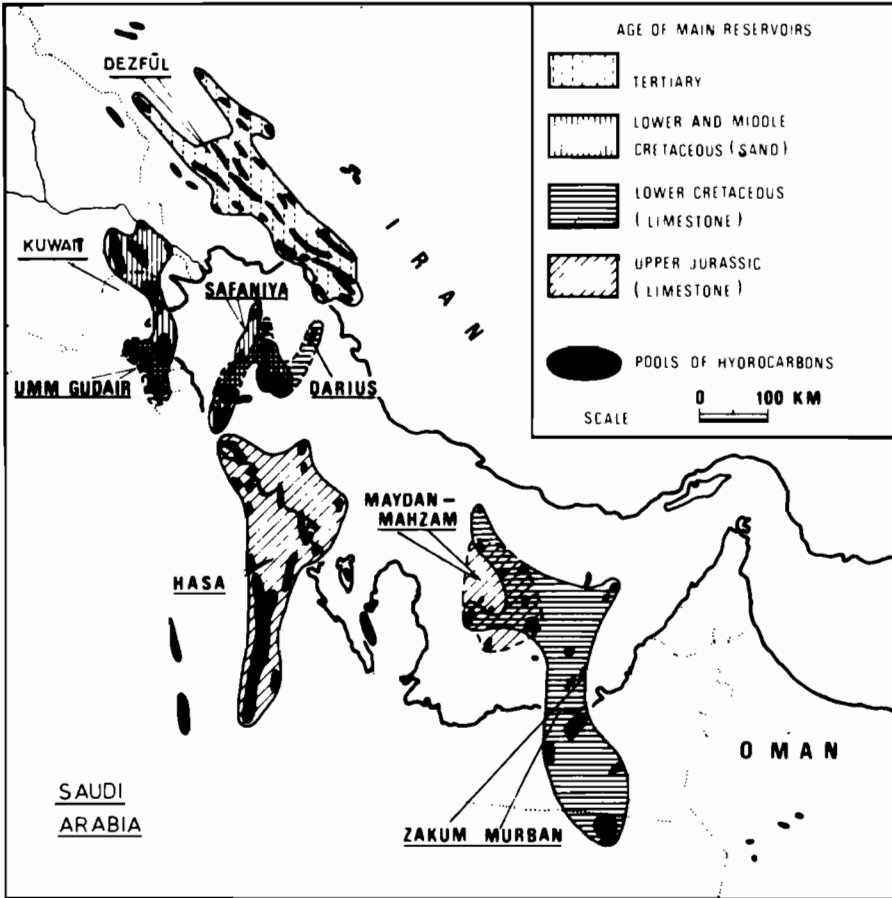 DEZFŪL
KUWAIT
SAFANIYA
UMM GUDAIR
DARIUS
IRAN
MAYDAN –
MAHZAM
HASA
OMAN
SAUDI
ARABIA
ZAKUM MURBAN
AGE OF MAIN RESERVOIRS
TERTIARY
LOWER AND MIDDLE
CRETACEOUS (SAND)
LOWER CRETACEOUS
(LIMESTONE)
UPPER JURASSIC
(LIMESTONE)
POOLS OF HYDROCARBONS
0 100 KM
SCALE